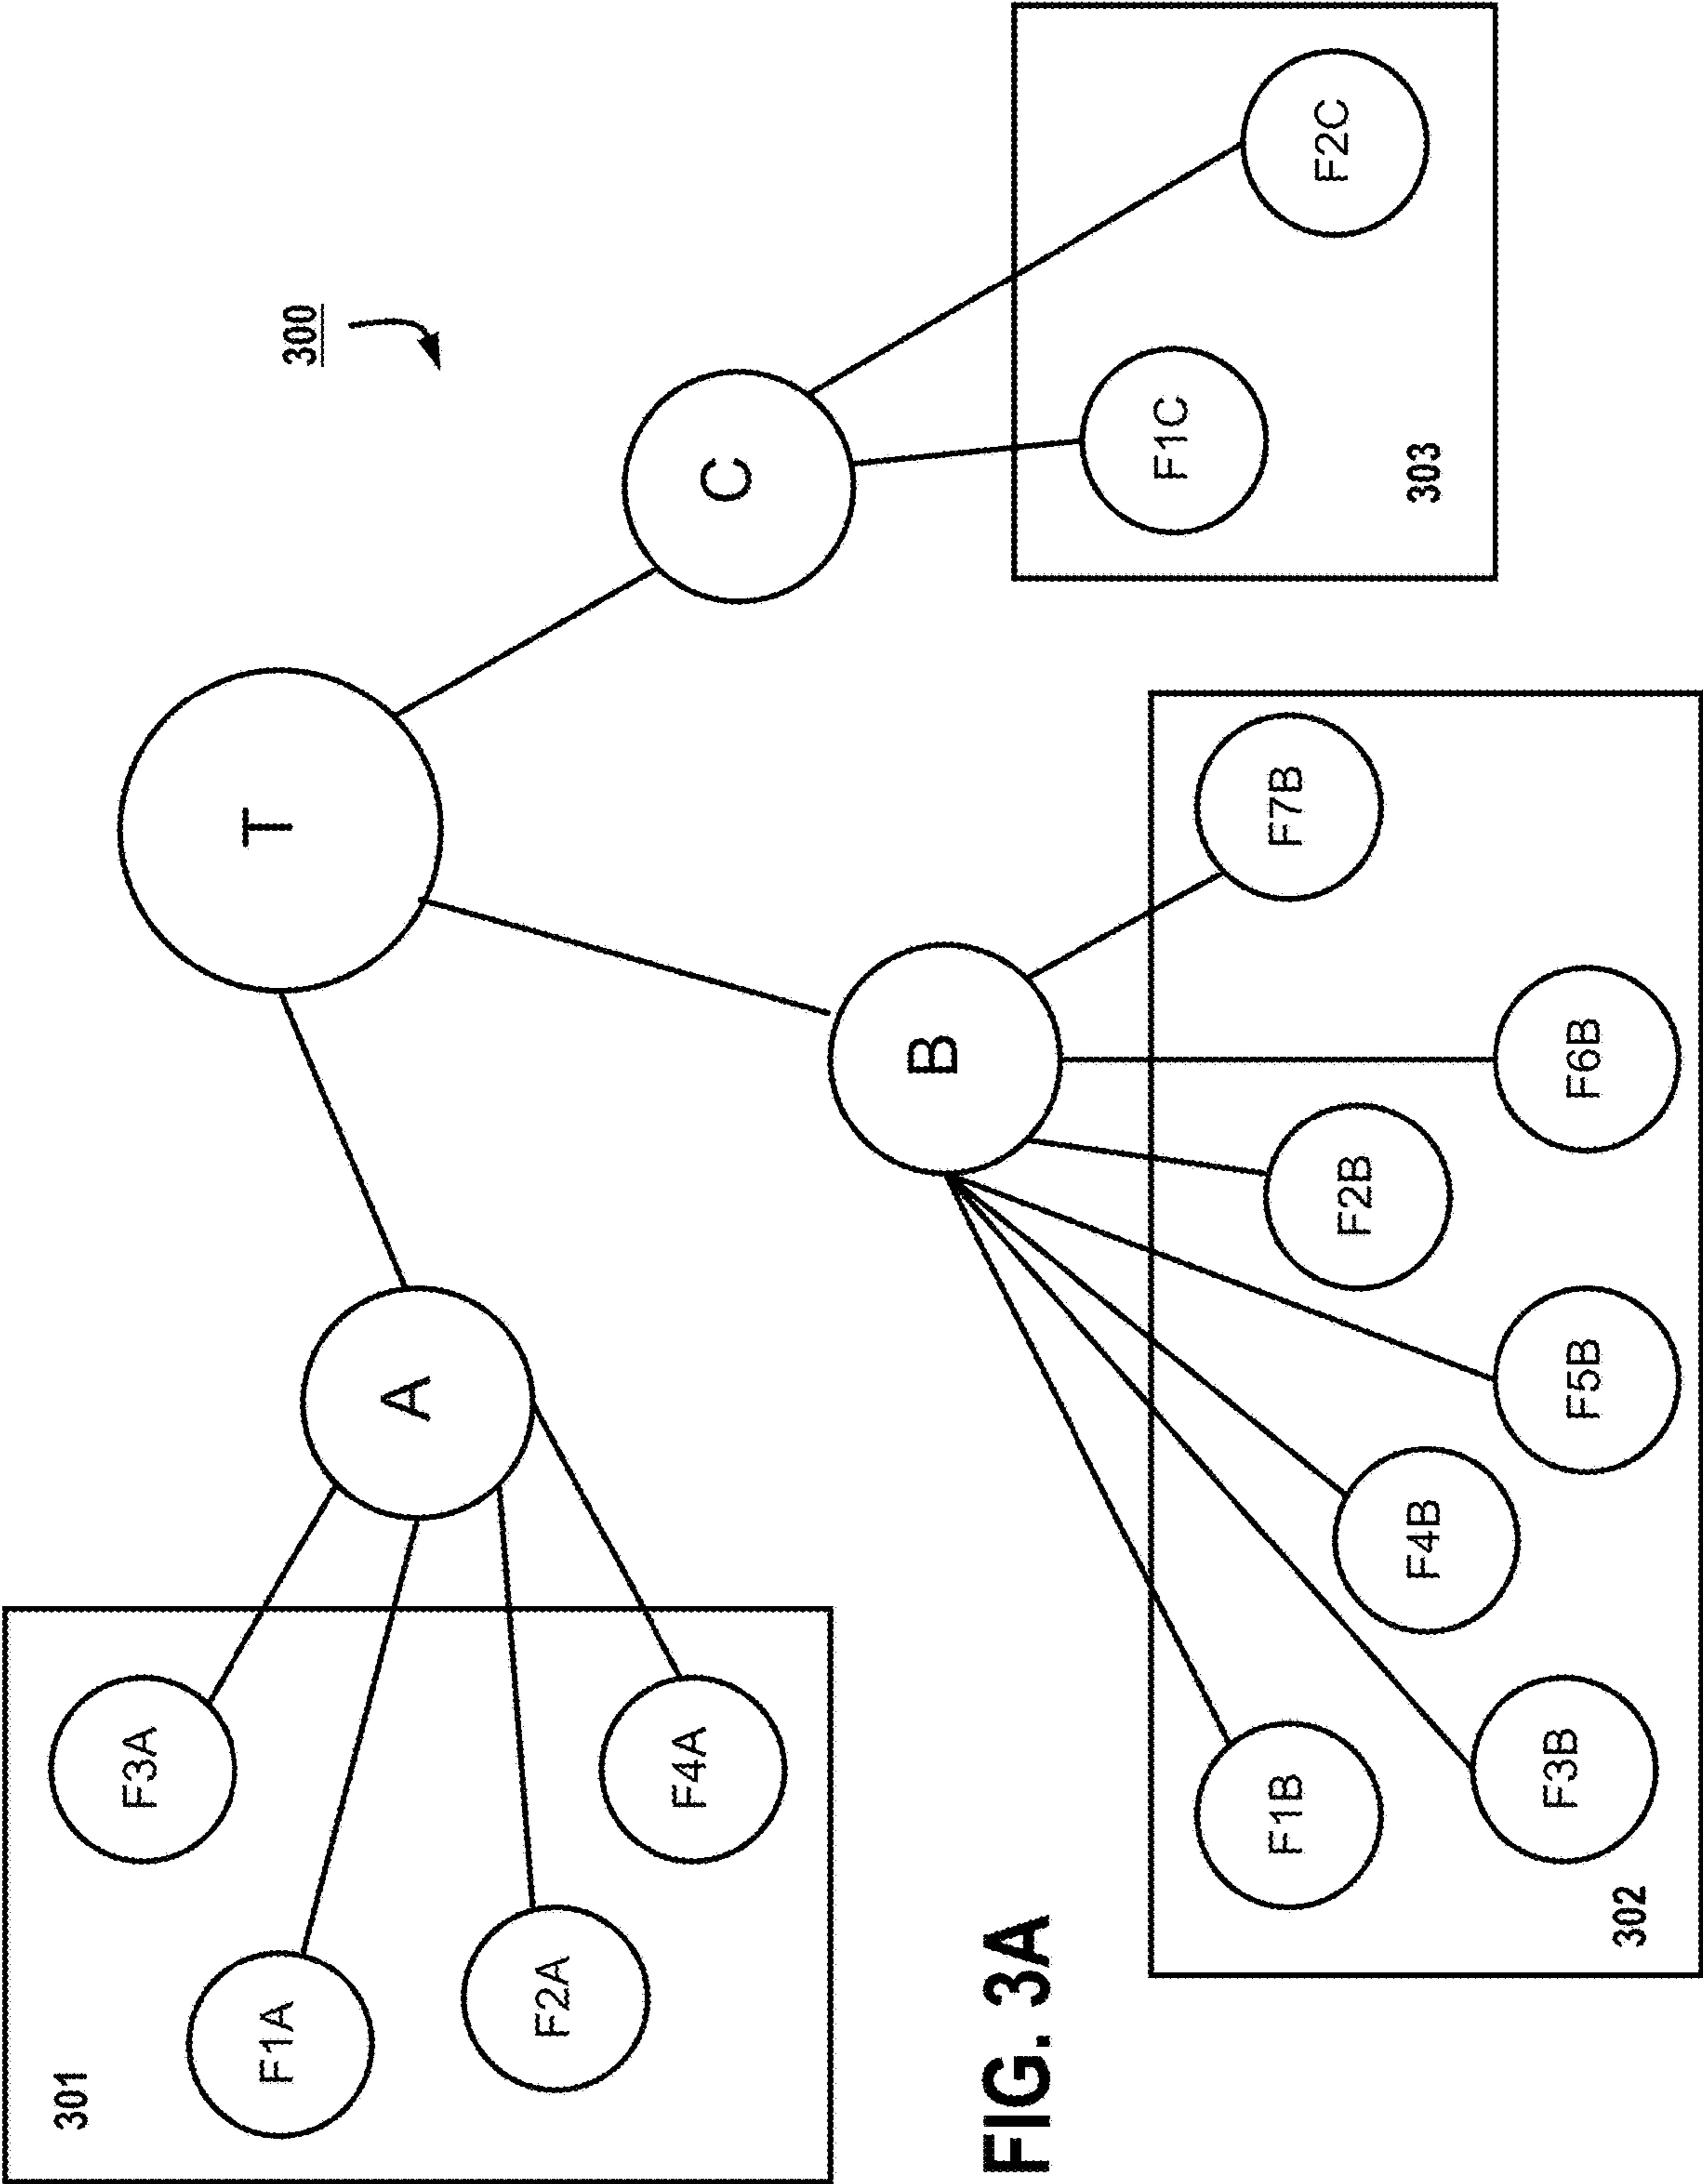 300
T
A
B
C
301
F3A
F1A
F2A
F4A
302
F1B
F3B
F4B
F5B
F2B
F6B
F7B
303
F1C
F2C
FIG. 3A